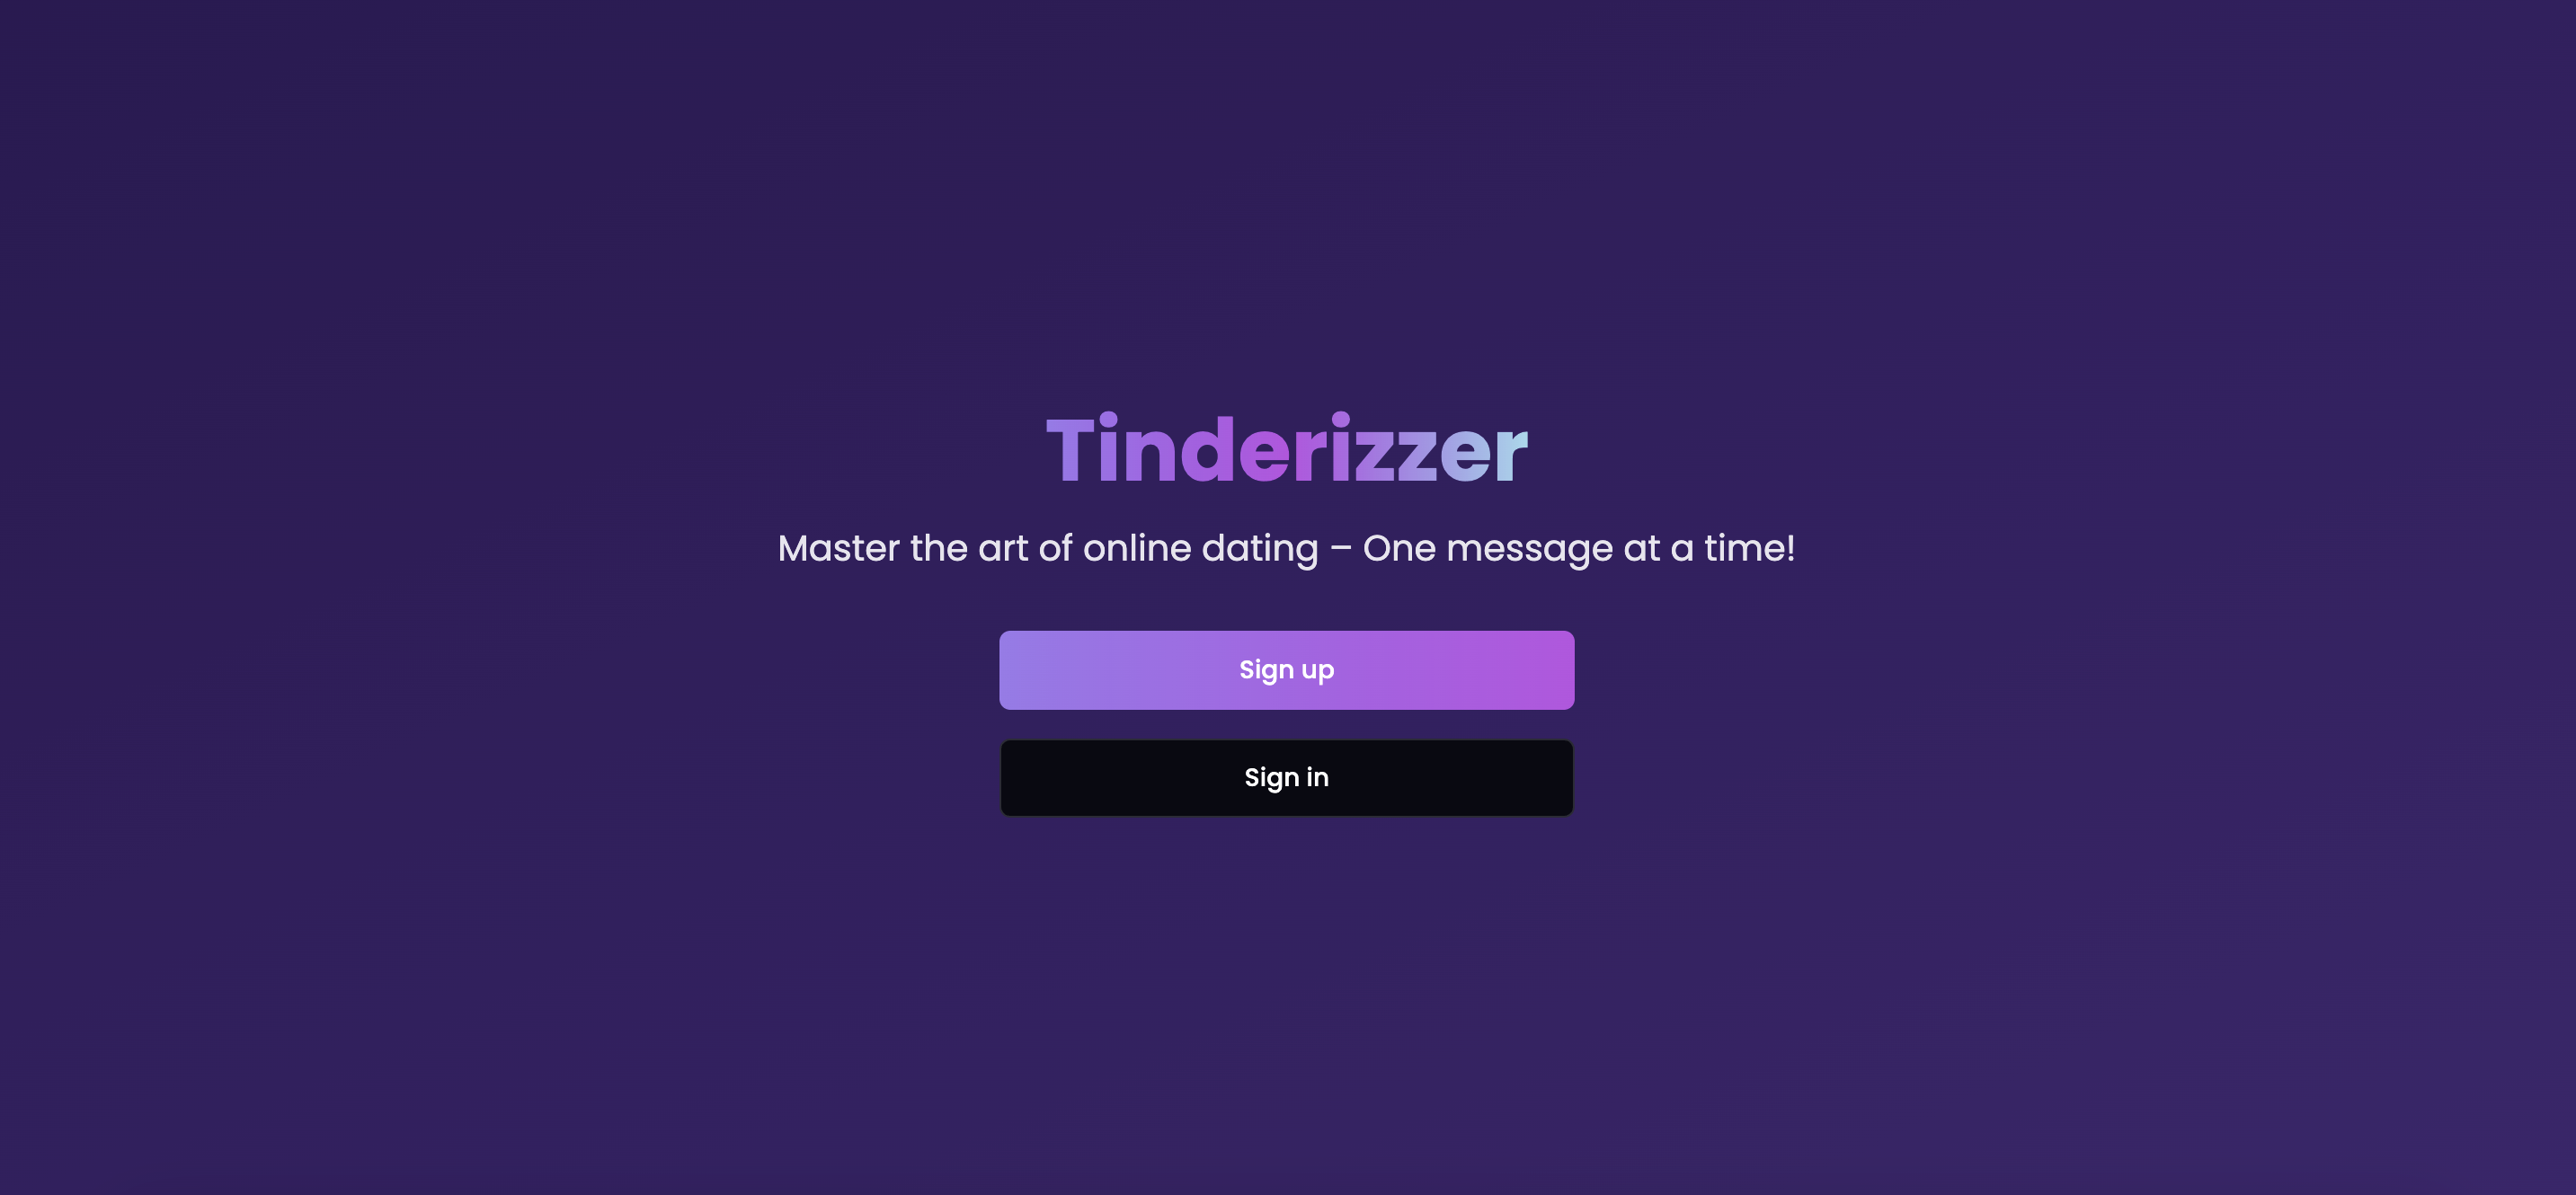 Tinderizzer
Master the art of online dating – One message at a time!
Sign up
Sign in